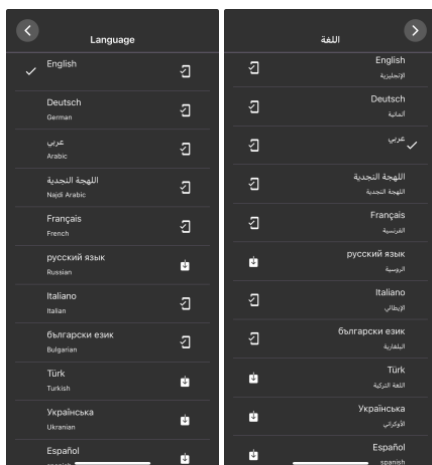 Language
English
Deutsch
German
عربي
Arabic
اللهجة النجدية
Najdi Arabic
Français
French
русский язык
Russian
Italiano
Italian
български език
Bulgarian
Türk
Turkish
Українська
Ukranian
Español
spanish
اللغة
English
الإنجليزية
Deutsch
ألمانية
عربي
اللهجة النجدية
اللهجة النجدية
Français
الفرنسية
русский язык
الروسية
Italiano
الإيطالي
български език
البلغارية
Türk
اللغة التركية
Українська
الأوكراني
Español
spanish